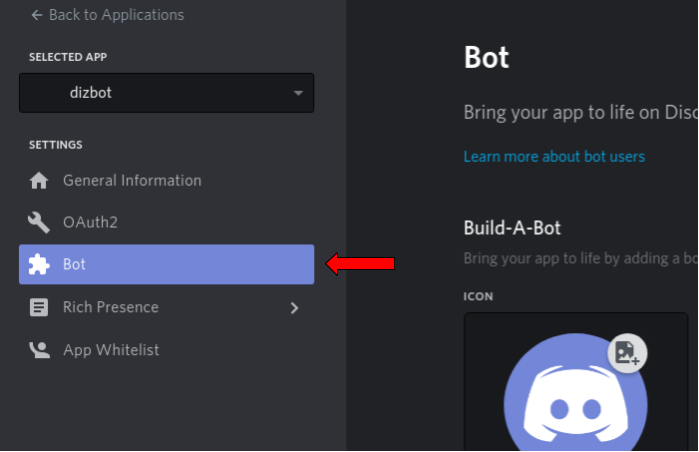 Back to Applications
SELECTED APP
dizbot
SETTINGS
General Information
OAuth2
Bot
Rich Presence
App Whitelist
Bot
Bring your app to life on Disc
Learn more about bot users
Build-A-Bot
Bring your app to life by adding a bo
ICON